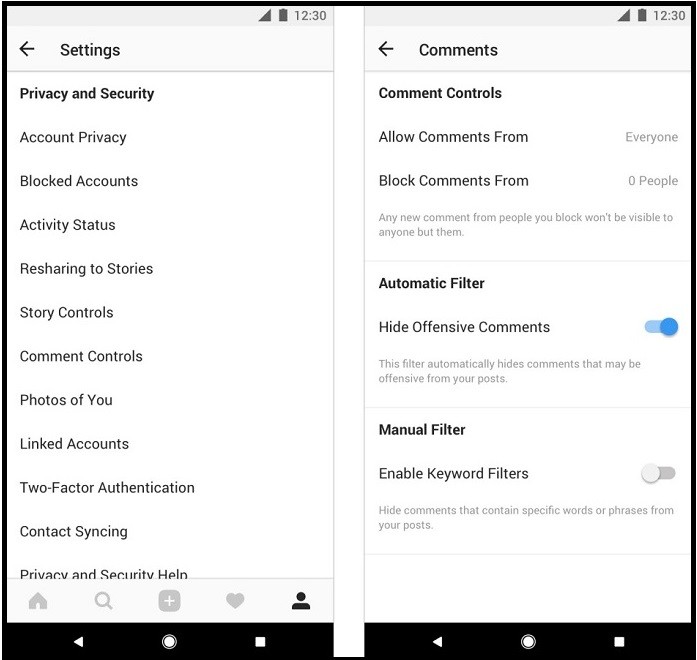 12:30
Settings
Privacy and Security
Account Privacy
Blocked Accounts
Activity Status
Resharing to Stories
Story Controls
Comment Controls
Photos of You
Linked Accounts
Two-Factor Authentication
Contact Syncing
Privacy and Security Help
12:30
Comments
Comment Controls
Allow Comments From Everyone
Block Comments From 0 People
Any new comment from people you block won't be visible to
anyone but them.
Automatic Filter
Hide Offensive Comments
This filter automatically hides comments that may be
offensive from your posts.
Manual Filter
Enable Keyword Filters
Hide comments that contain specific words or phrases from
your posts.